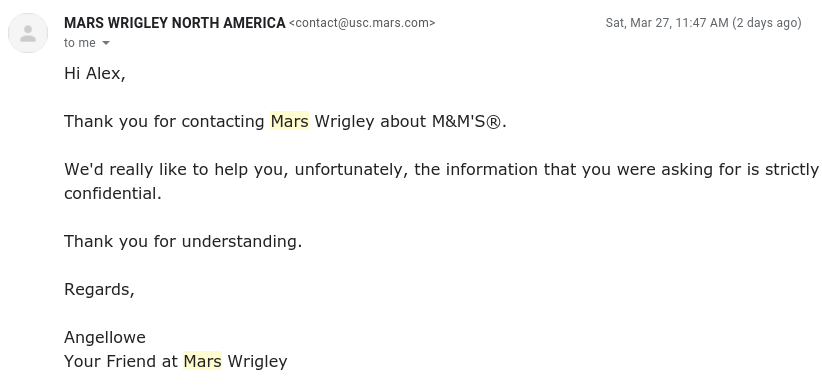 MARS WRIGLEY NORTH AMERICA <contact@usc.mars.com> Sat, Mar 27, 11:47 AM (2 days ago)
to me
Hi Alex,
Thank you for contacting Mars Wrigley about M&M'S®.
We'd really like to help you, unfortunately, the information that you were asking for is strictly
confidential.
Thank you for understanding.
Regards,
Angellowe
Your Friend at Mars Wrigley